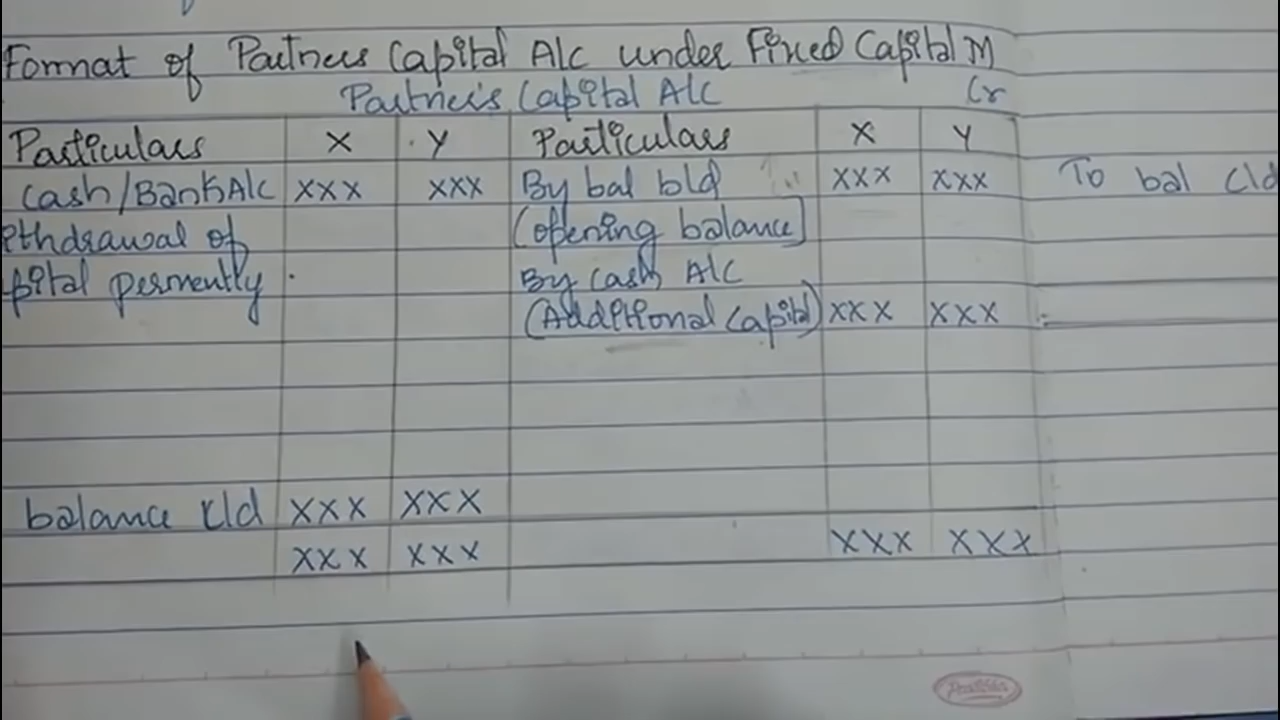 Format of Partners Capital A/c under Fixed Capital M
Partner's Capital A/c Cr
Particulars X Y Particulars X Y
Cash/Bank A/c XXX XXX By bal b/d XXX XXX To bal c/d
ithdrawal of (opening balance)
pital permently By Cash A/c
(Additional Capital) XXX XXX
balance c/d XXX XXX
XXX XXX XXX XXX